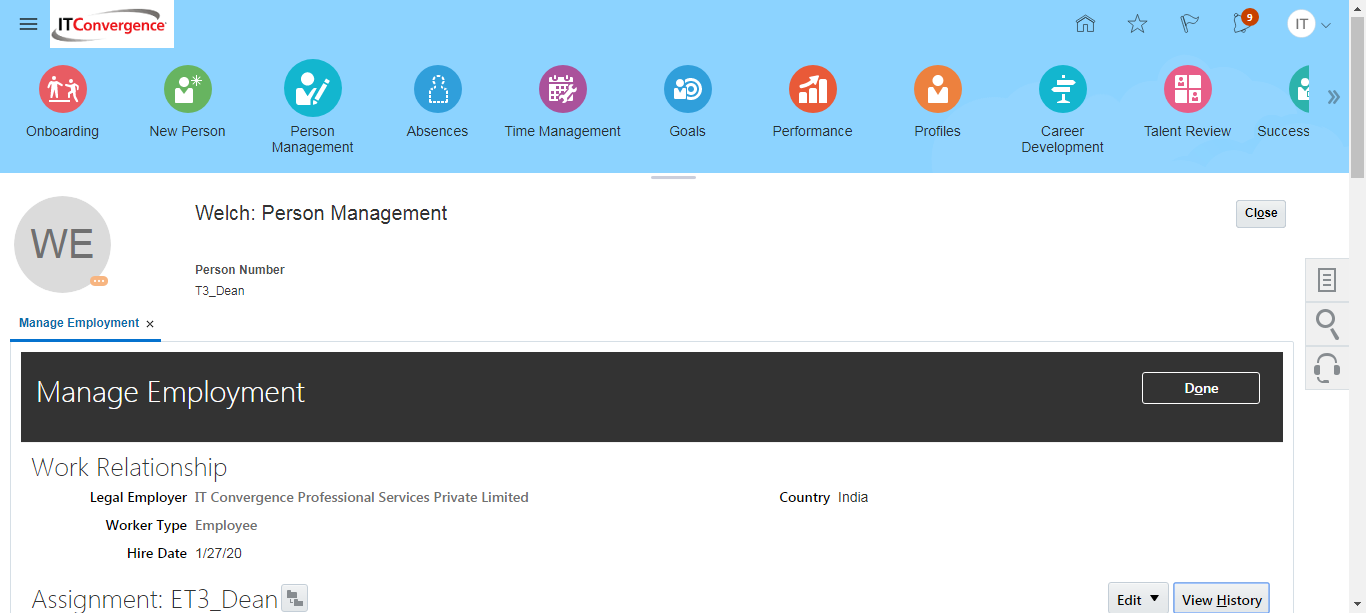 ITConvergence
9
IT
Onboarding
New Person
Person Management
Absences
Time Management
Goals
Performance
Profiles
Career Development
Talent Review
Success
WE
Welch: Person Management
Close
Person Number
T3_Dean
Manage Employment
Manage Employment
Done
Work Relationship
Legal Employer IT Convergence Professional Services Private Limited
Country India
Worker Type Employee
Hire Date 1/27/20
Assignment: ET3_Dean
Edit
View History